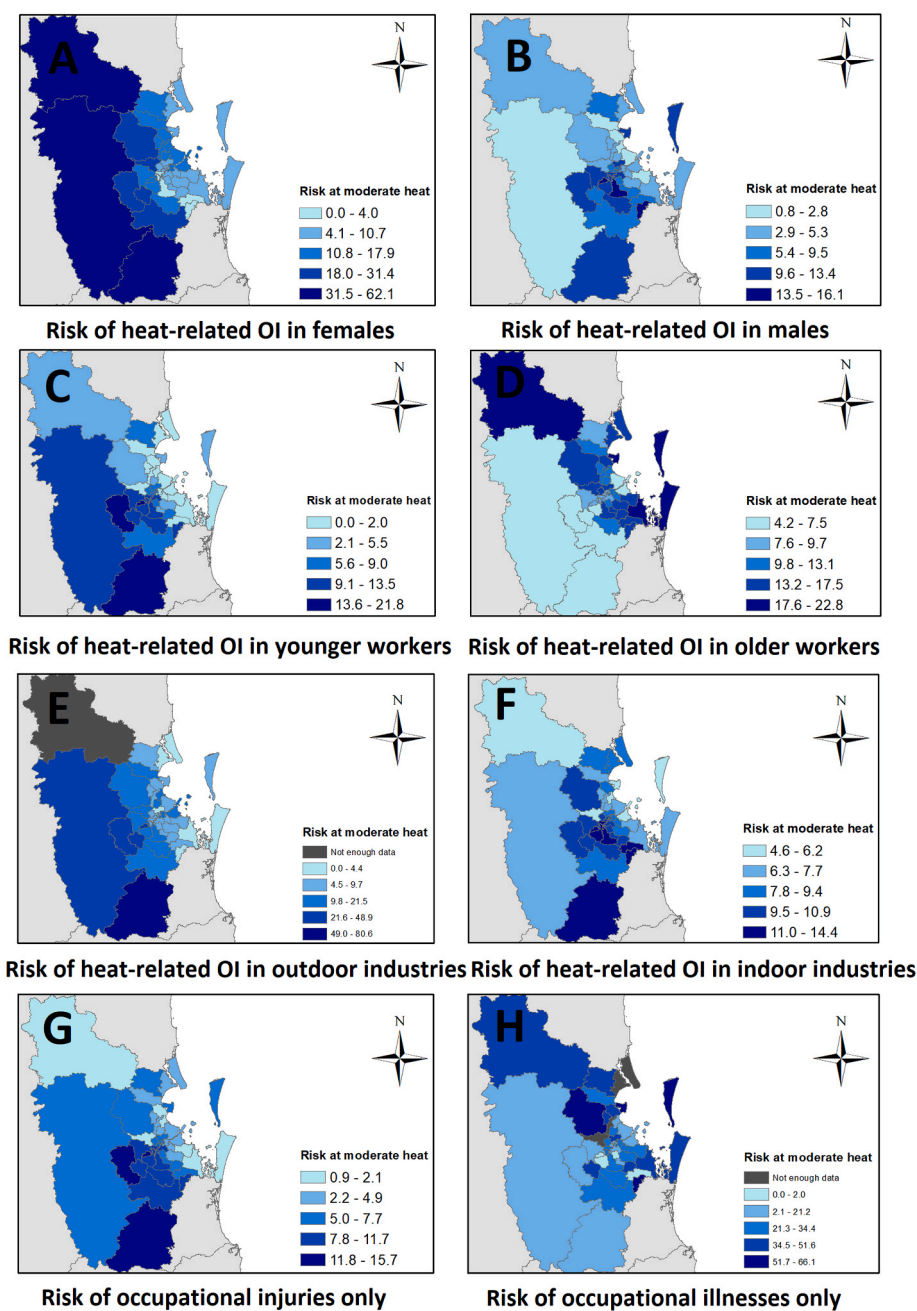 A
N
Risk at moderate heat
0.0 - 4.0
4.1 - 10.7
10.8 - 17.9
18.0 - 31.4
31.5 - 62.1
Risk of heat-related OI in females
B
N
Risk at moderate heat
0.8 - 2.8
2.9 - 5.3
5.4 - 9.5
9.6 - 13.4
13.5 - 16.1
Risk of heat-related OI in males
C
N
Risk at moderate heat
0.0 - 2.0
2.1 - 5.5
5.6 - 9.0
9.1 - 13.5
13.6 - 21.8
Risk of heat-related OI in younger workers
D
N
Risk at moderate heat
4.2 - 7.5
7.6 - 9.7
9.8 - 13.1
13.2 - 17.5
17.6 - 22.8
Risk of heat-related OI in older workers
E
N
Risk at moderate heat
Not enough data
0.0 - 4.4
4.5 - 9.7
9.8 - 21.5
21.6 - 48.9
49.0 - 80.6
Risk of heat-related OI in outdoor industries
F
N
Risk at moderate heat
4.6 - 6.2
6.3 - 7.7
7.8 - 9.4
9.5 - 10.9
11.0 - 14.4
Risk of heat-related OI in indoor industries
G
N
Risk at moderate heat
0.9 - 2.1
2.2 - 4.9
5.0 - 7.7
7.8 - 11.7
11.8 - 15.7
Risk of occupational injuries only
H
N
Risk at moderate heat
Not enough data
0.0 - 2.0
2.1 - 21.2
21.3 - 34.4
34.5 - 51.6
51.7 - 66.1
Risk of occupational illnesses only